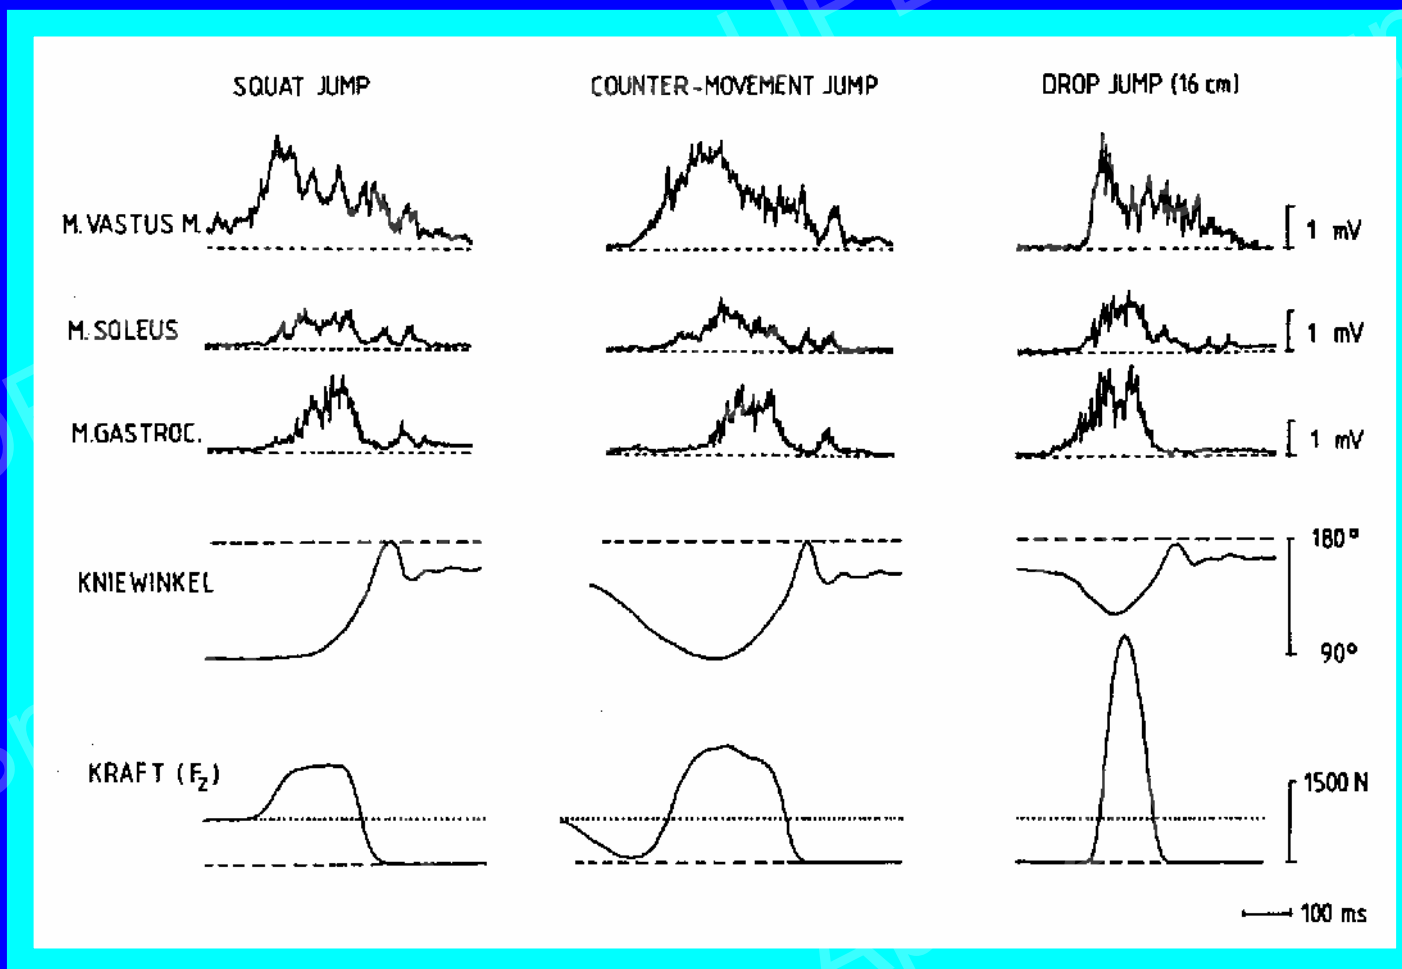 SQUAT JUMP
COUNTER-MOVEMENT JUMP
DROP JUMP (16 cm)
M. VASTUS M.
1 mV
M. SOLEUS
1 mV
M.GASTROC.
1 mV
180°
KNIEWINKEL
90°
KRAFT (Fz)
1500 N
100 ms